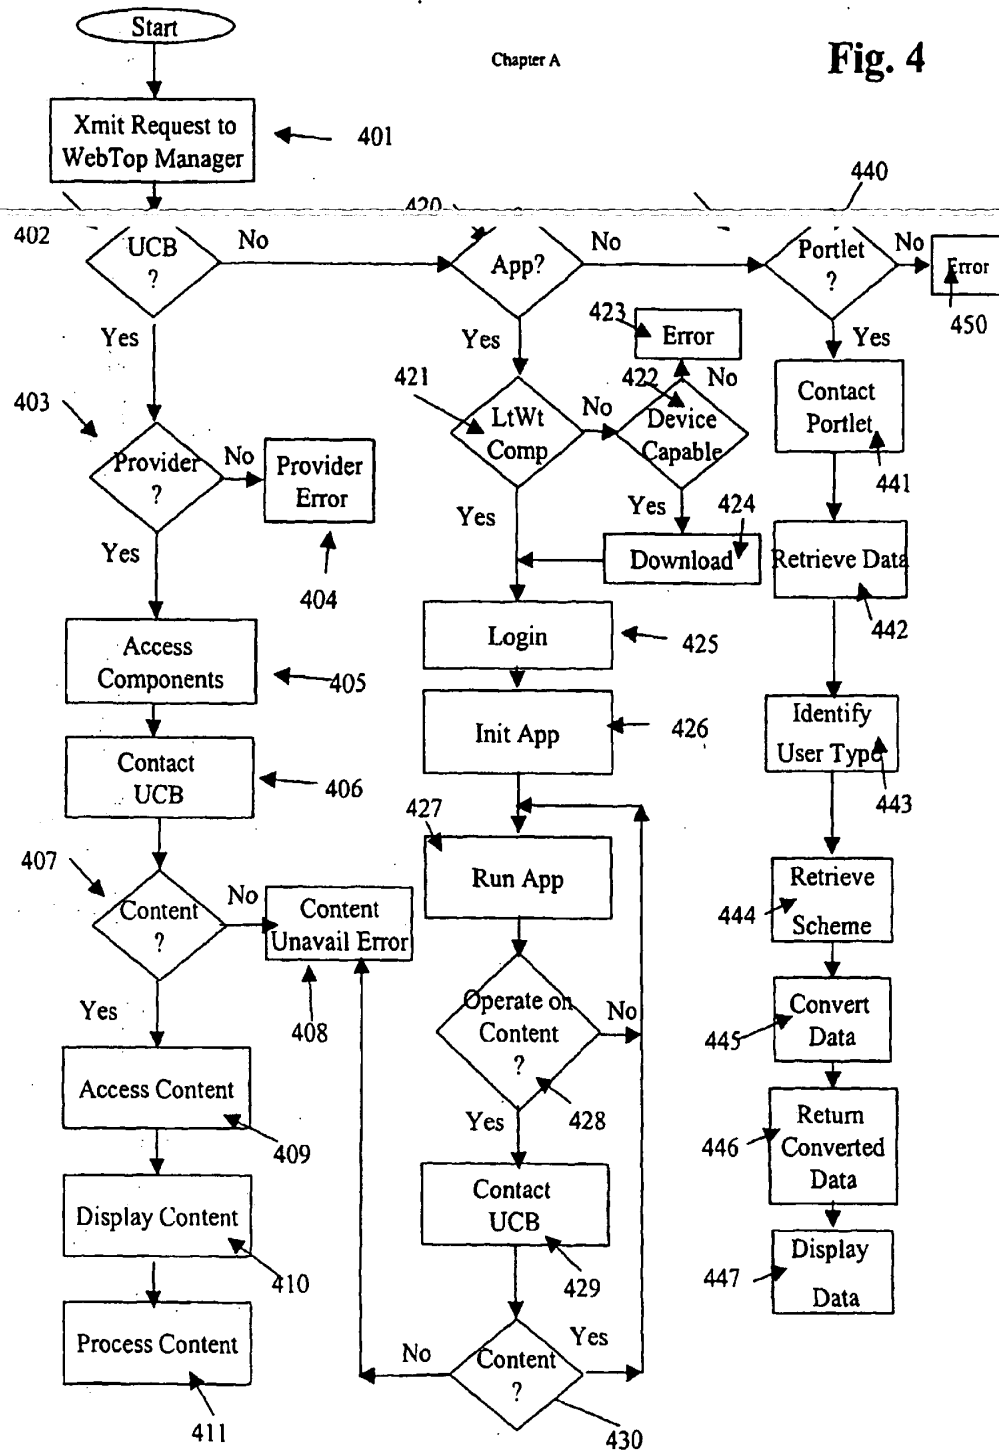 Start
Chapter A
Fig. 4
Xmit Request to
WebTop Manager
401
440
420
402
UCB
?
No
App?
No
Portlet
?
No
Error
450
Yes
Yes
423
Error
Yes
403
421
LtWt
Comp
No
422
No
Device
Capable
Contact
Portlet
441
Provider
?
No
Provider
Error
404
Yes
Yes
Yes
424
Download
Retrieve Data
442
Access
Components
405
Login
425
Contact
UCB
406
Init App
426
Identify
User Type
443
407
Content
?
No
Content
Unavail Error
408
427
Run App
Retrieve
Scheme
444
Yes
Operate on
Content
?
No
428
Convert
Data
445
Access Content
409
Yes
Return
Converted
Data
446
Display Content
410
Contact
UCB
429
Display
Data
447
Process Content
411
No
Content
?
Yes
430